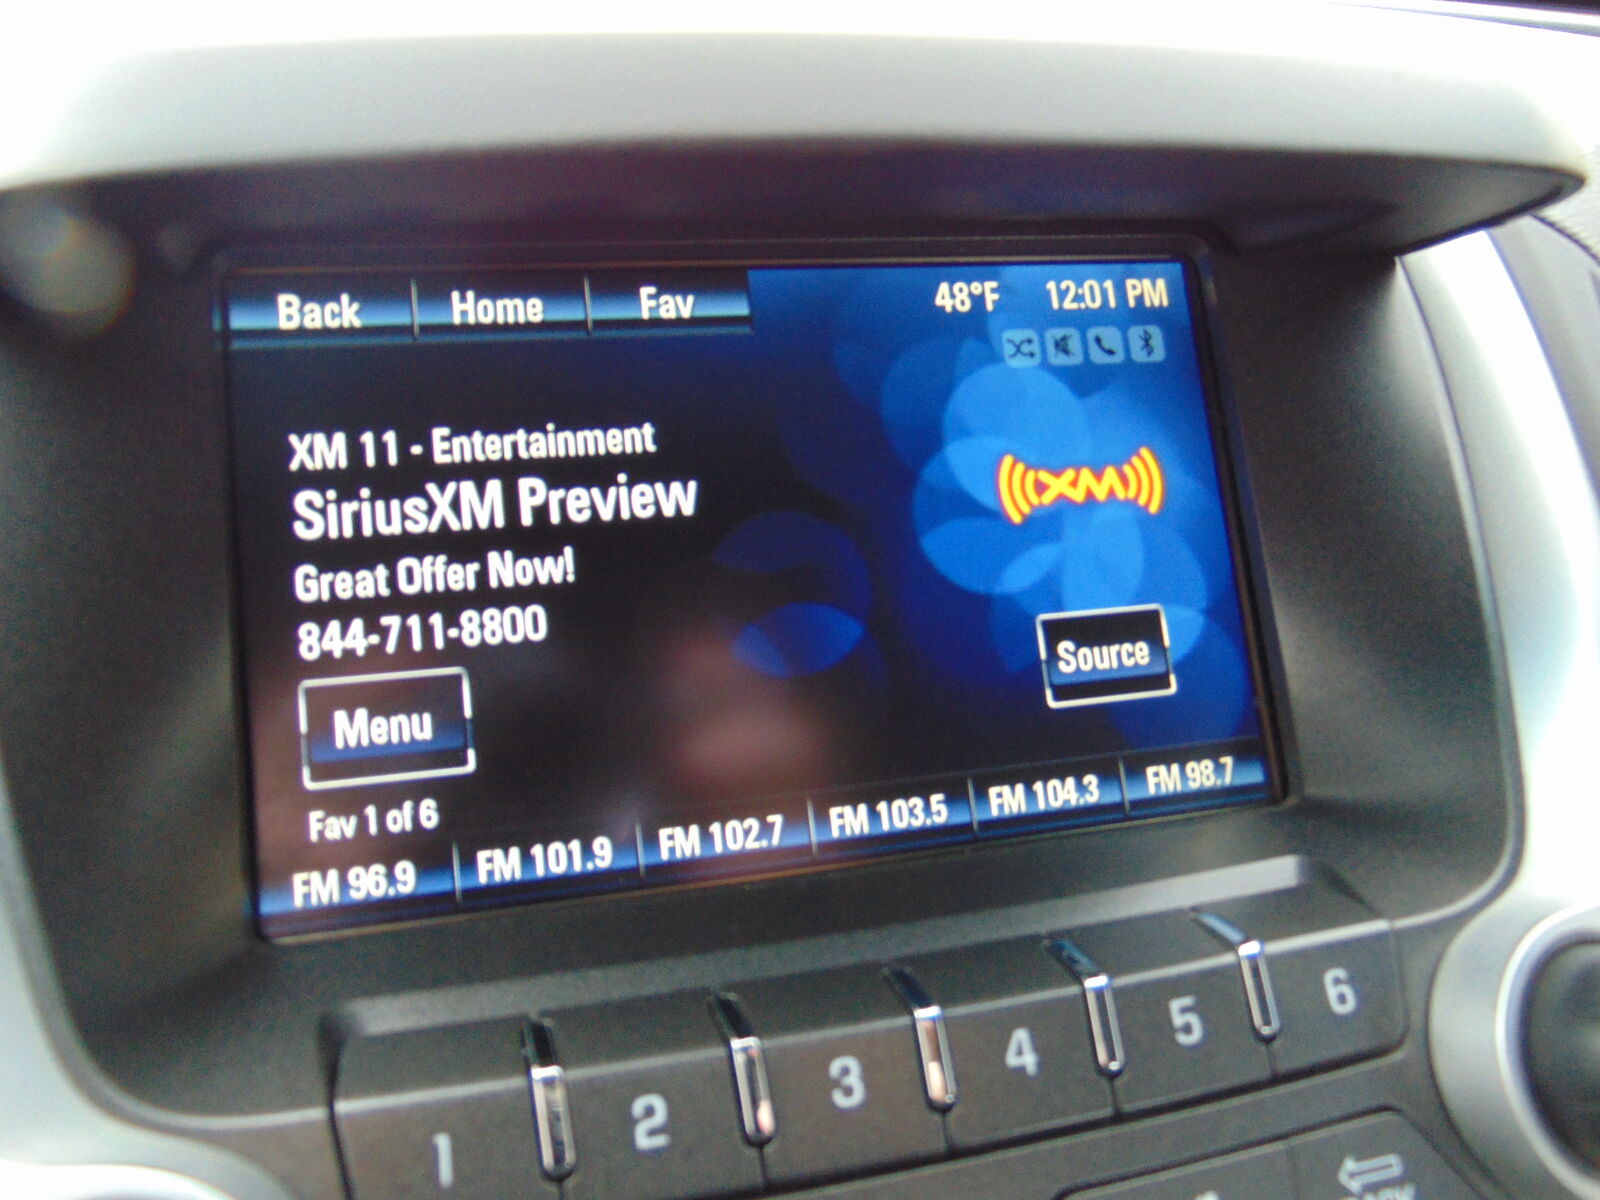 Back Home Fav 48°F 12:01 PM
XM 11 - Entertainment
SiriusXM Preview
((((XM))))
Great Offer Now!
844-711-8800
Source
Menu
Fav 1 of 6
FM 96.9 FM 101.9 FM 102.7 FM 103.5 FM 104.3 FM 98.7
1 2 3 4 5 6